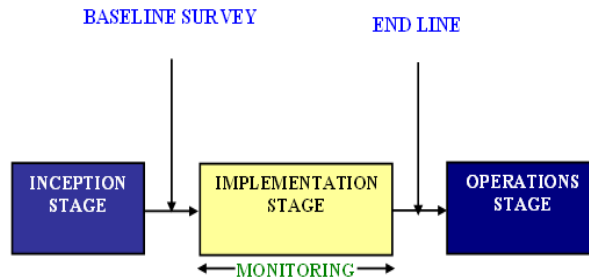 BASELINE SURVEY
END LINE
INCEPTION
STAGE
IMPLEMENTATION
STAGE
OPERATIONS
STAGE
MONITORING